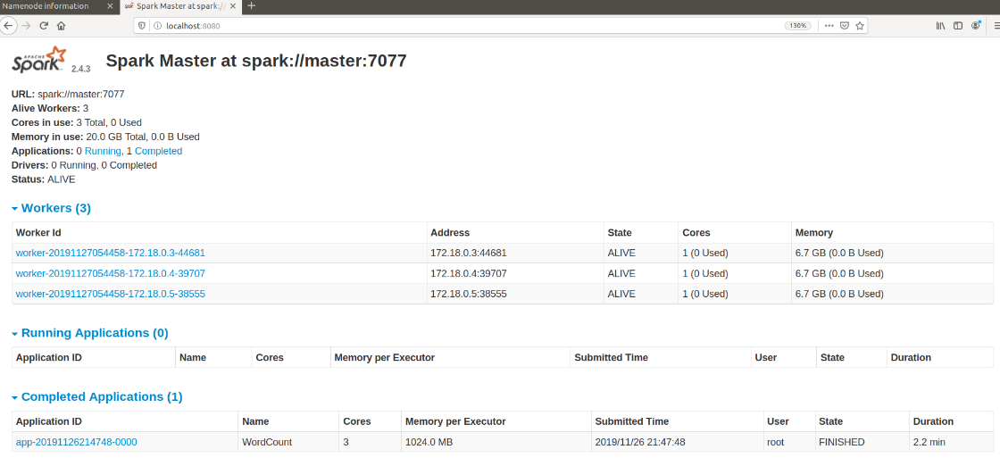 Namenode information
Spark Master at spark://
localhost:8080
130%
APACHE
Spark 2.4.3
Spark Master at spark://master:7077
URL: spark://master:7077
Alive Workers: 3
Cores in use: 3 Total, 0 Used
Memory in use: 20.0 GB Total, 0.0 B Used
Applications: 0 Running, 1 Completed
Drivers: 0 Running, 0 Completed
Status: ALIVE
Workers (3)
Worker Id Address State Cores Memory
worker-20191127054458-172.18.0.3-44681 172.18.0.3:44681 ALIVE 1 (0 Used) 6.7 GB (0.0 B Used)
worker-20191127054458-172.18.0.4-39707 172.18.0.4:39707 ALIVE 1 (0 Used) 6.7 GB (0.0 B Used)
worker-20191127054458-172.18.0.5-38555 172.18.0.5:38555 ALIVE 1 (0 Used) 6.7 GB (0.0 B Used)
Running Applications (0)
Application ID Name Cores Memory per Executor Submitted Time User State Duration
Completed Applications (1)
Application ID Name Cores Memory per Executor Submitted Time User State Duration
app-20191126214748-0000 WordCount 3 1024.0 MB 2019/11/26 21:47:48 root FINISHED 2.2 min